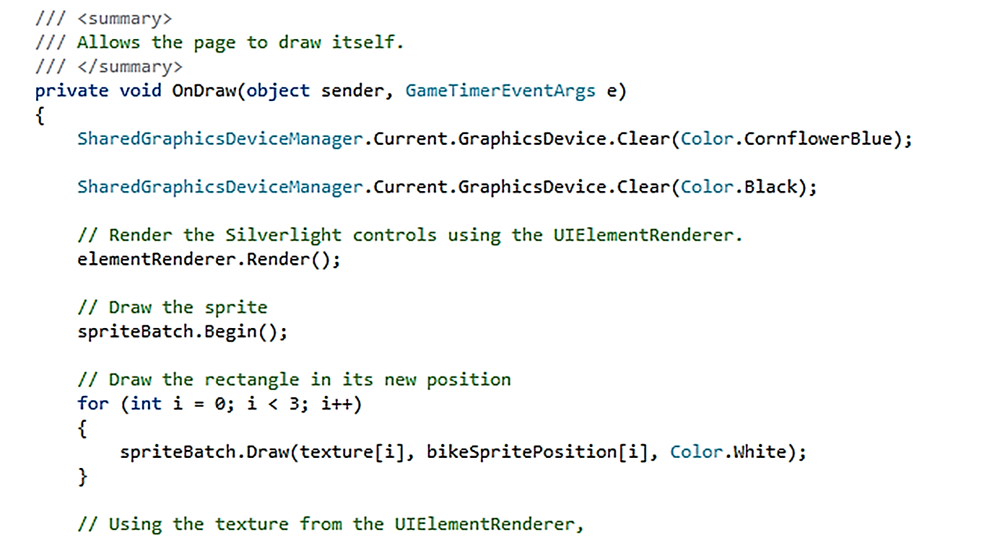 /// <summary>
/// Allows the page to draw itself.
/// </summary>
private void OnDraw(object sender, GameTimerEventArgs e)
{
SharedGraphicsDeviceManager.Current.GraphicsDevice.Clear(Color.CornflowerBlue);
SharedGraphicsDeviceManager.Current.GraphicsDevice.Clear(Color.Black);
// Render the Silverlight controls using the UIElementRenderer.
elementRenderer.Render();
// Draw the sprite
spriteBatch.Begin();
// Draw the rectangle in its new position
for (int i = 0; i < 3; i++)
{
spriteBatch.Draw(texture[i], bikeSpritePosition[i], Color.White);
}
// Using the texture from the UIElementRenderer,